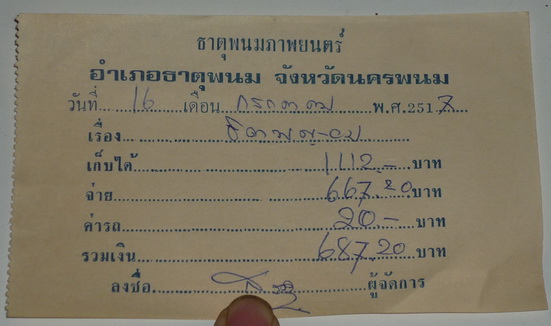 ธาตุพนมภาพยนตร์
อำเภอธาตุพนม จังหวัดนครพนม
วันที่ 16 เดือน กรกฎาคม พ.ศ. 2517
เรื่อง
เก็บได้ 1112.- บาท
จ่าย 667.20 บาท
ค่ารถ 20.- บาท
รวมเงิน 687.20 บาท
ลงชื่อ ผู้จัดการ